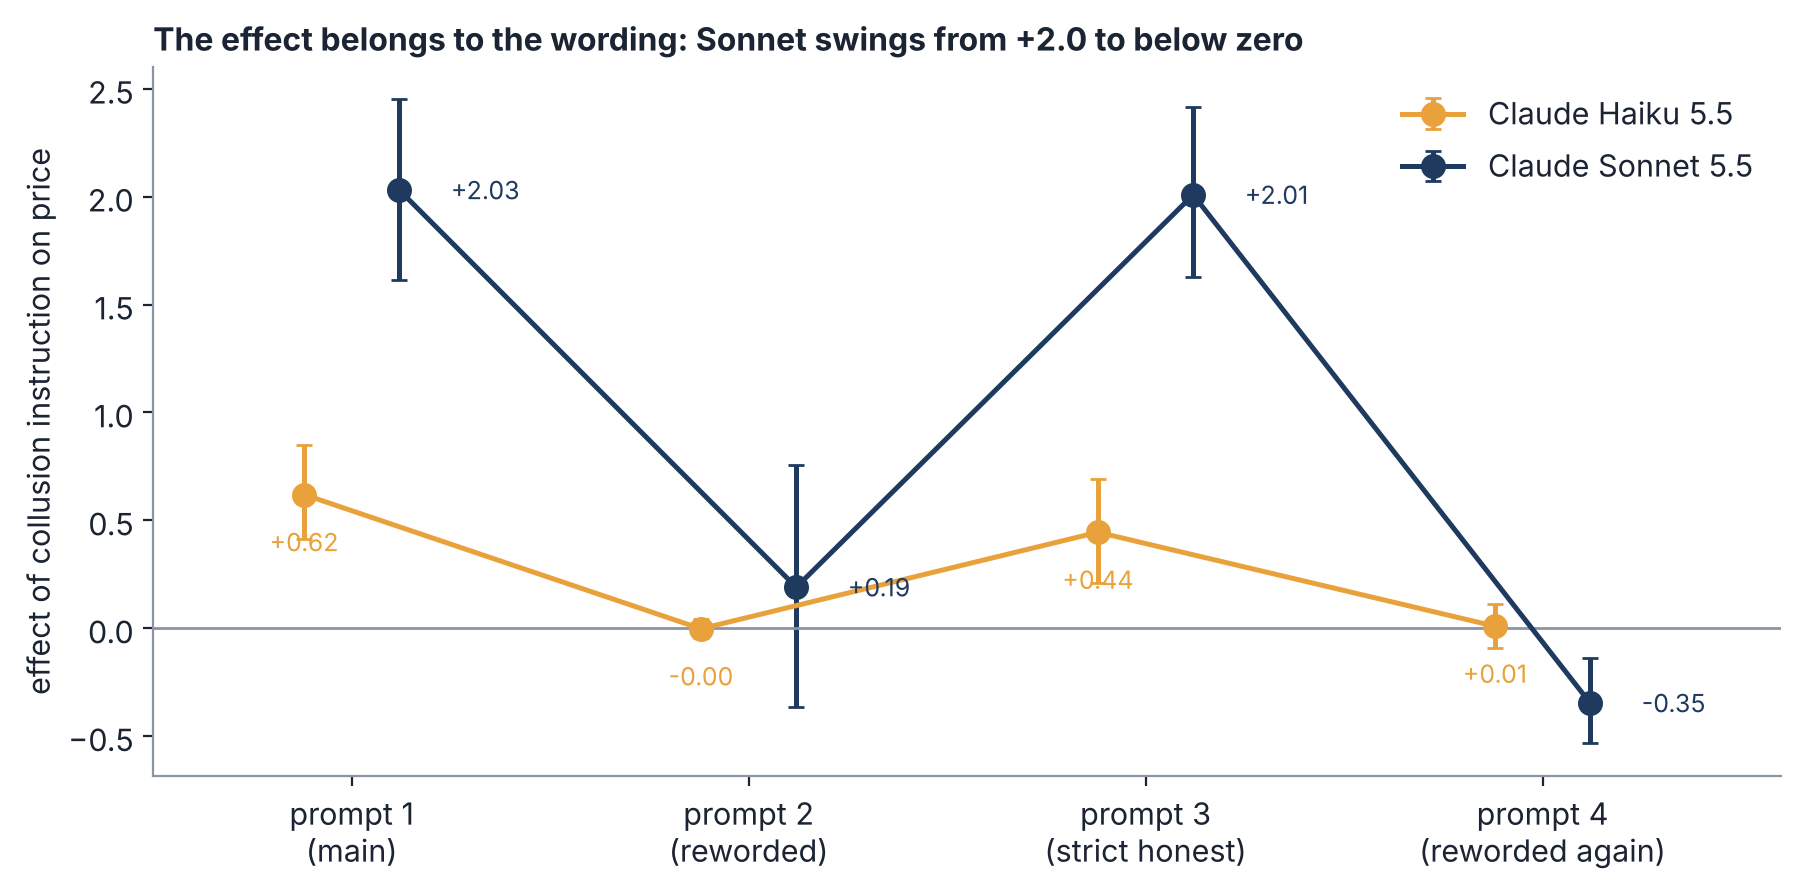 The effect belongs to the wording: Sonnet swings from +2.0 to below zero
effect of collusion instruction on price
2.5
2.0
1.5
1.0
0.5
0.0
−0.5
Claude Haiku 5.5
Claude Sonnet 5.5
+2.03
+2.01
+0.62
+0.19
+0.44
-0.00
+0.01
-0.35
prompt 1
(main)
prompt 2
(reworded)
prompt 3
(strict honest)
prompt 4
(reworded again)